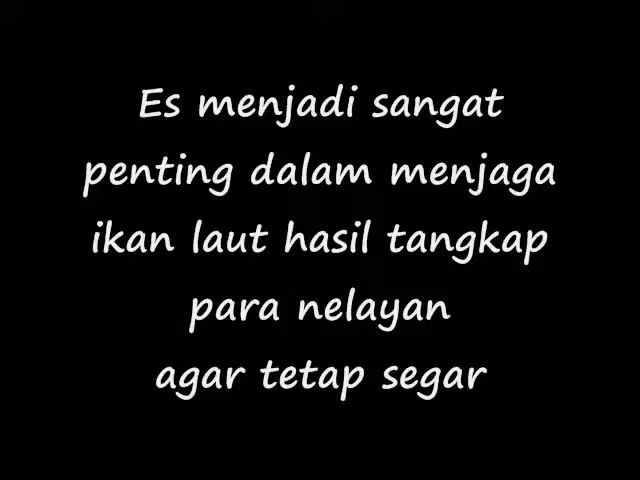 Es menjadi sangat
penting dalam menjaga
ikan laut hasil tangkap
para nelayan
agar tetap segar